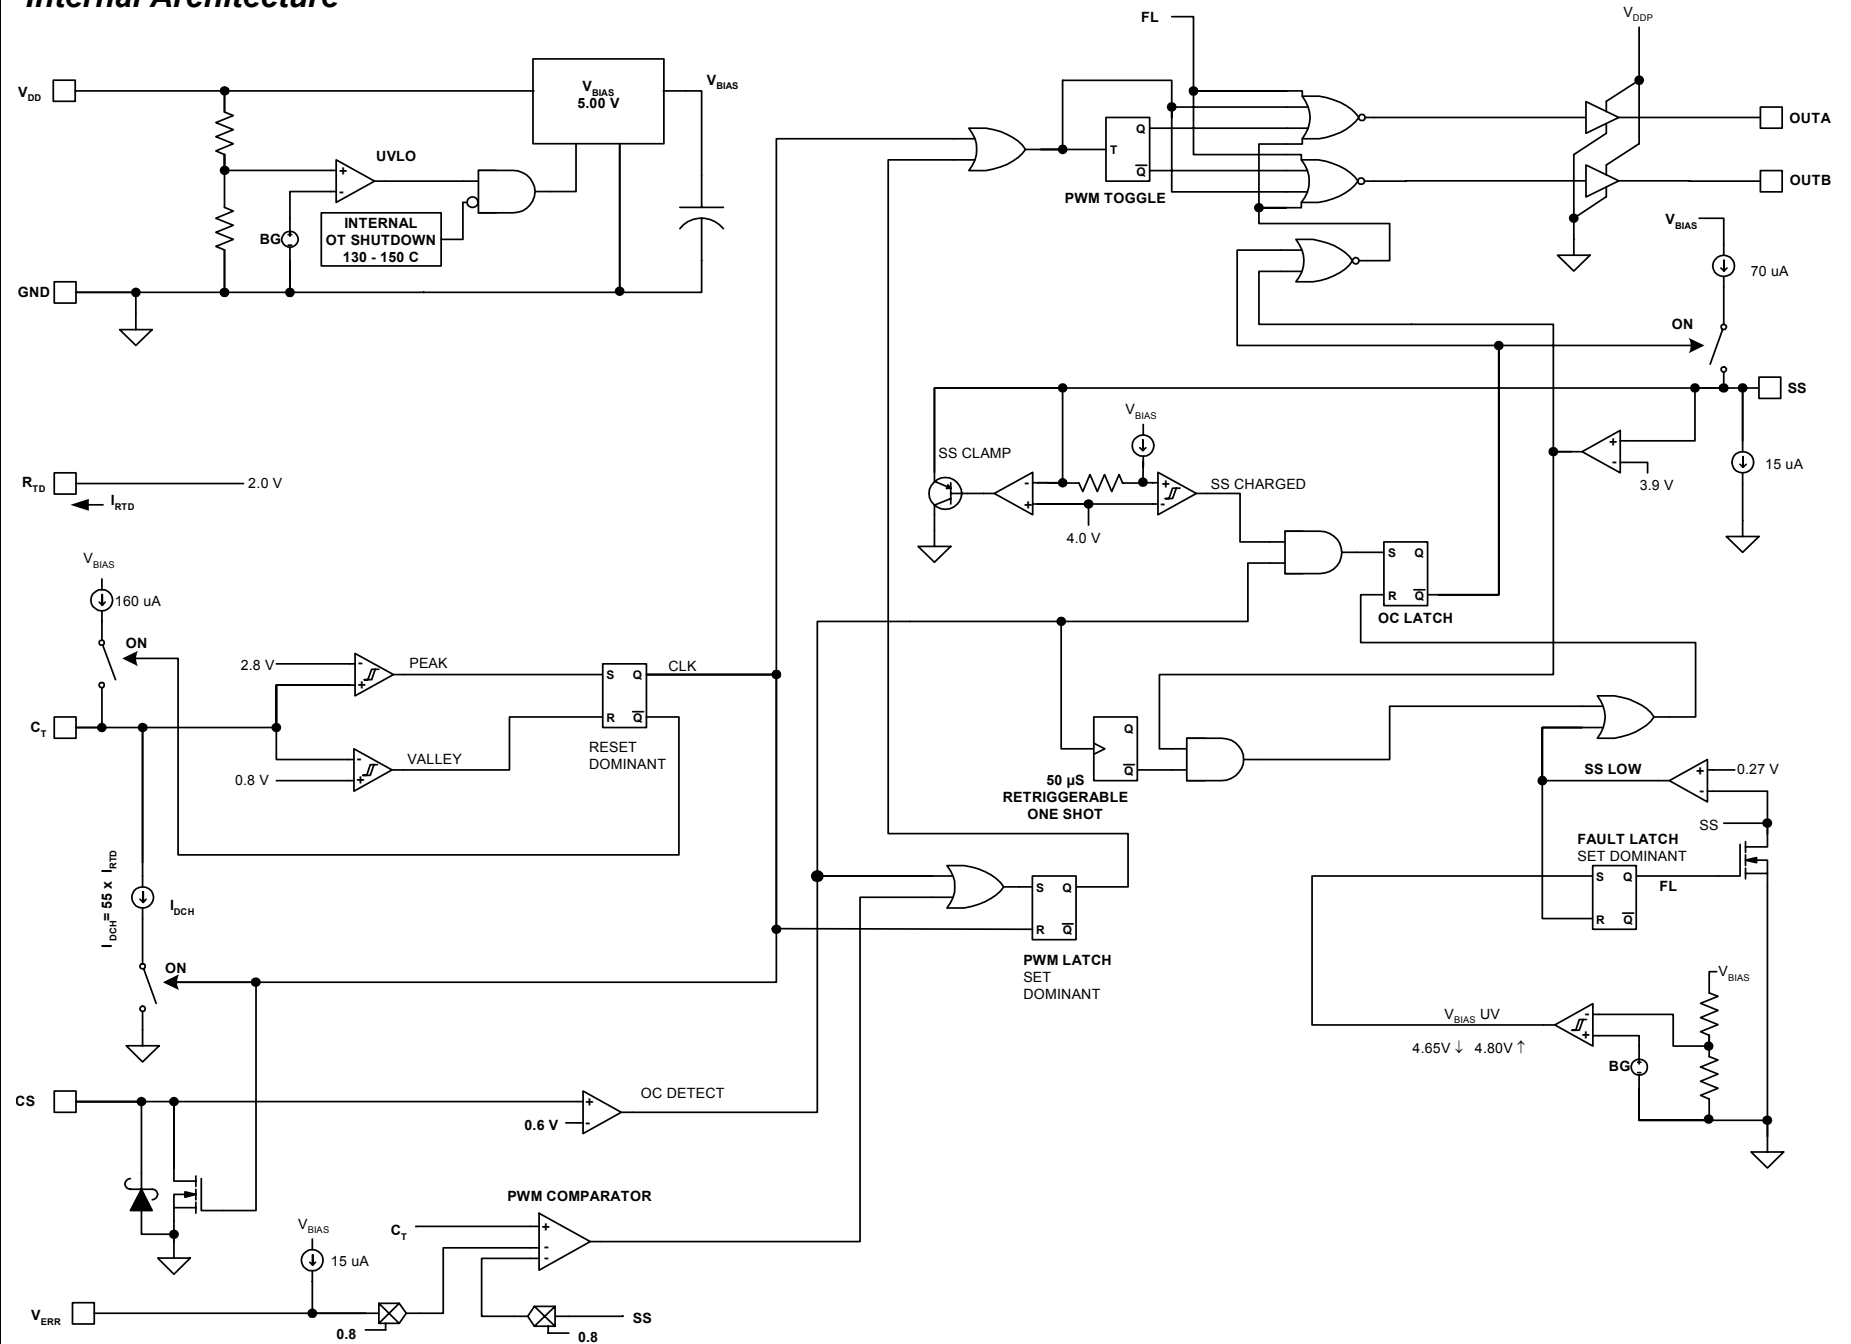 Internal Architecture
FL
VDDP
VDD
VBIAS
5.00 V
VBIAS
UVLO
+
-
BG
INTERNAL
OT SHUTDOWN
130 - 150 C
GND
T
Q
Q
PWM TOGGLE
OUTA
OUTB
VBIAS
70 uA
ON
SS
+
-
3.9 V
15 uA
RTD
2.0 V
IRTD
SS CLAMP
VBIAS
-
+
+
-
SS CHARGED
4.0 V
S
Q
R
Q
OC LATCH
VBIAS
160 uA
ON
2.8 V
-
+
PEAK
CT
0.8 V
-
+
VALLEY
S
Q
R
Q
CLK
RESET
DOMINANT
Q
Q
50 µS
RETRIGGERABLE
ONE SHOT
SS LOW
+
-
0.27 V
SS
FAULT LATCH
SET DOMINANT
S
Q
R
Q
FL
IDCH= 55 x IRTD
IDCH
ON
S
Q
R
Q
PWM LATCH
SET
DOMINANT
VBIAS
VBIAS UV
4.65V ↓ 4.80V ↑
-
+
BG
CS
+
-
0.6 V
OC DETECT
PWM COMPARATOR
CT
+
-
-
VBIAS
15 uA
VERR
0.8
SS
0.8